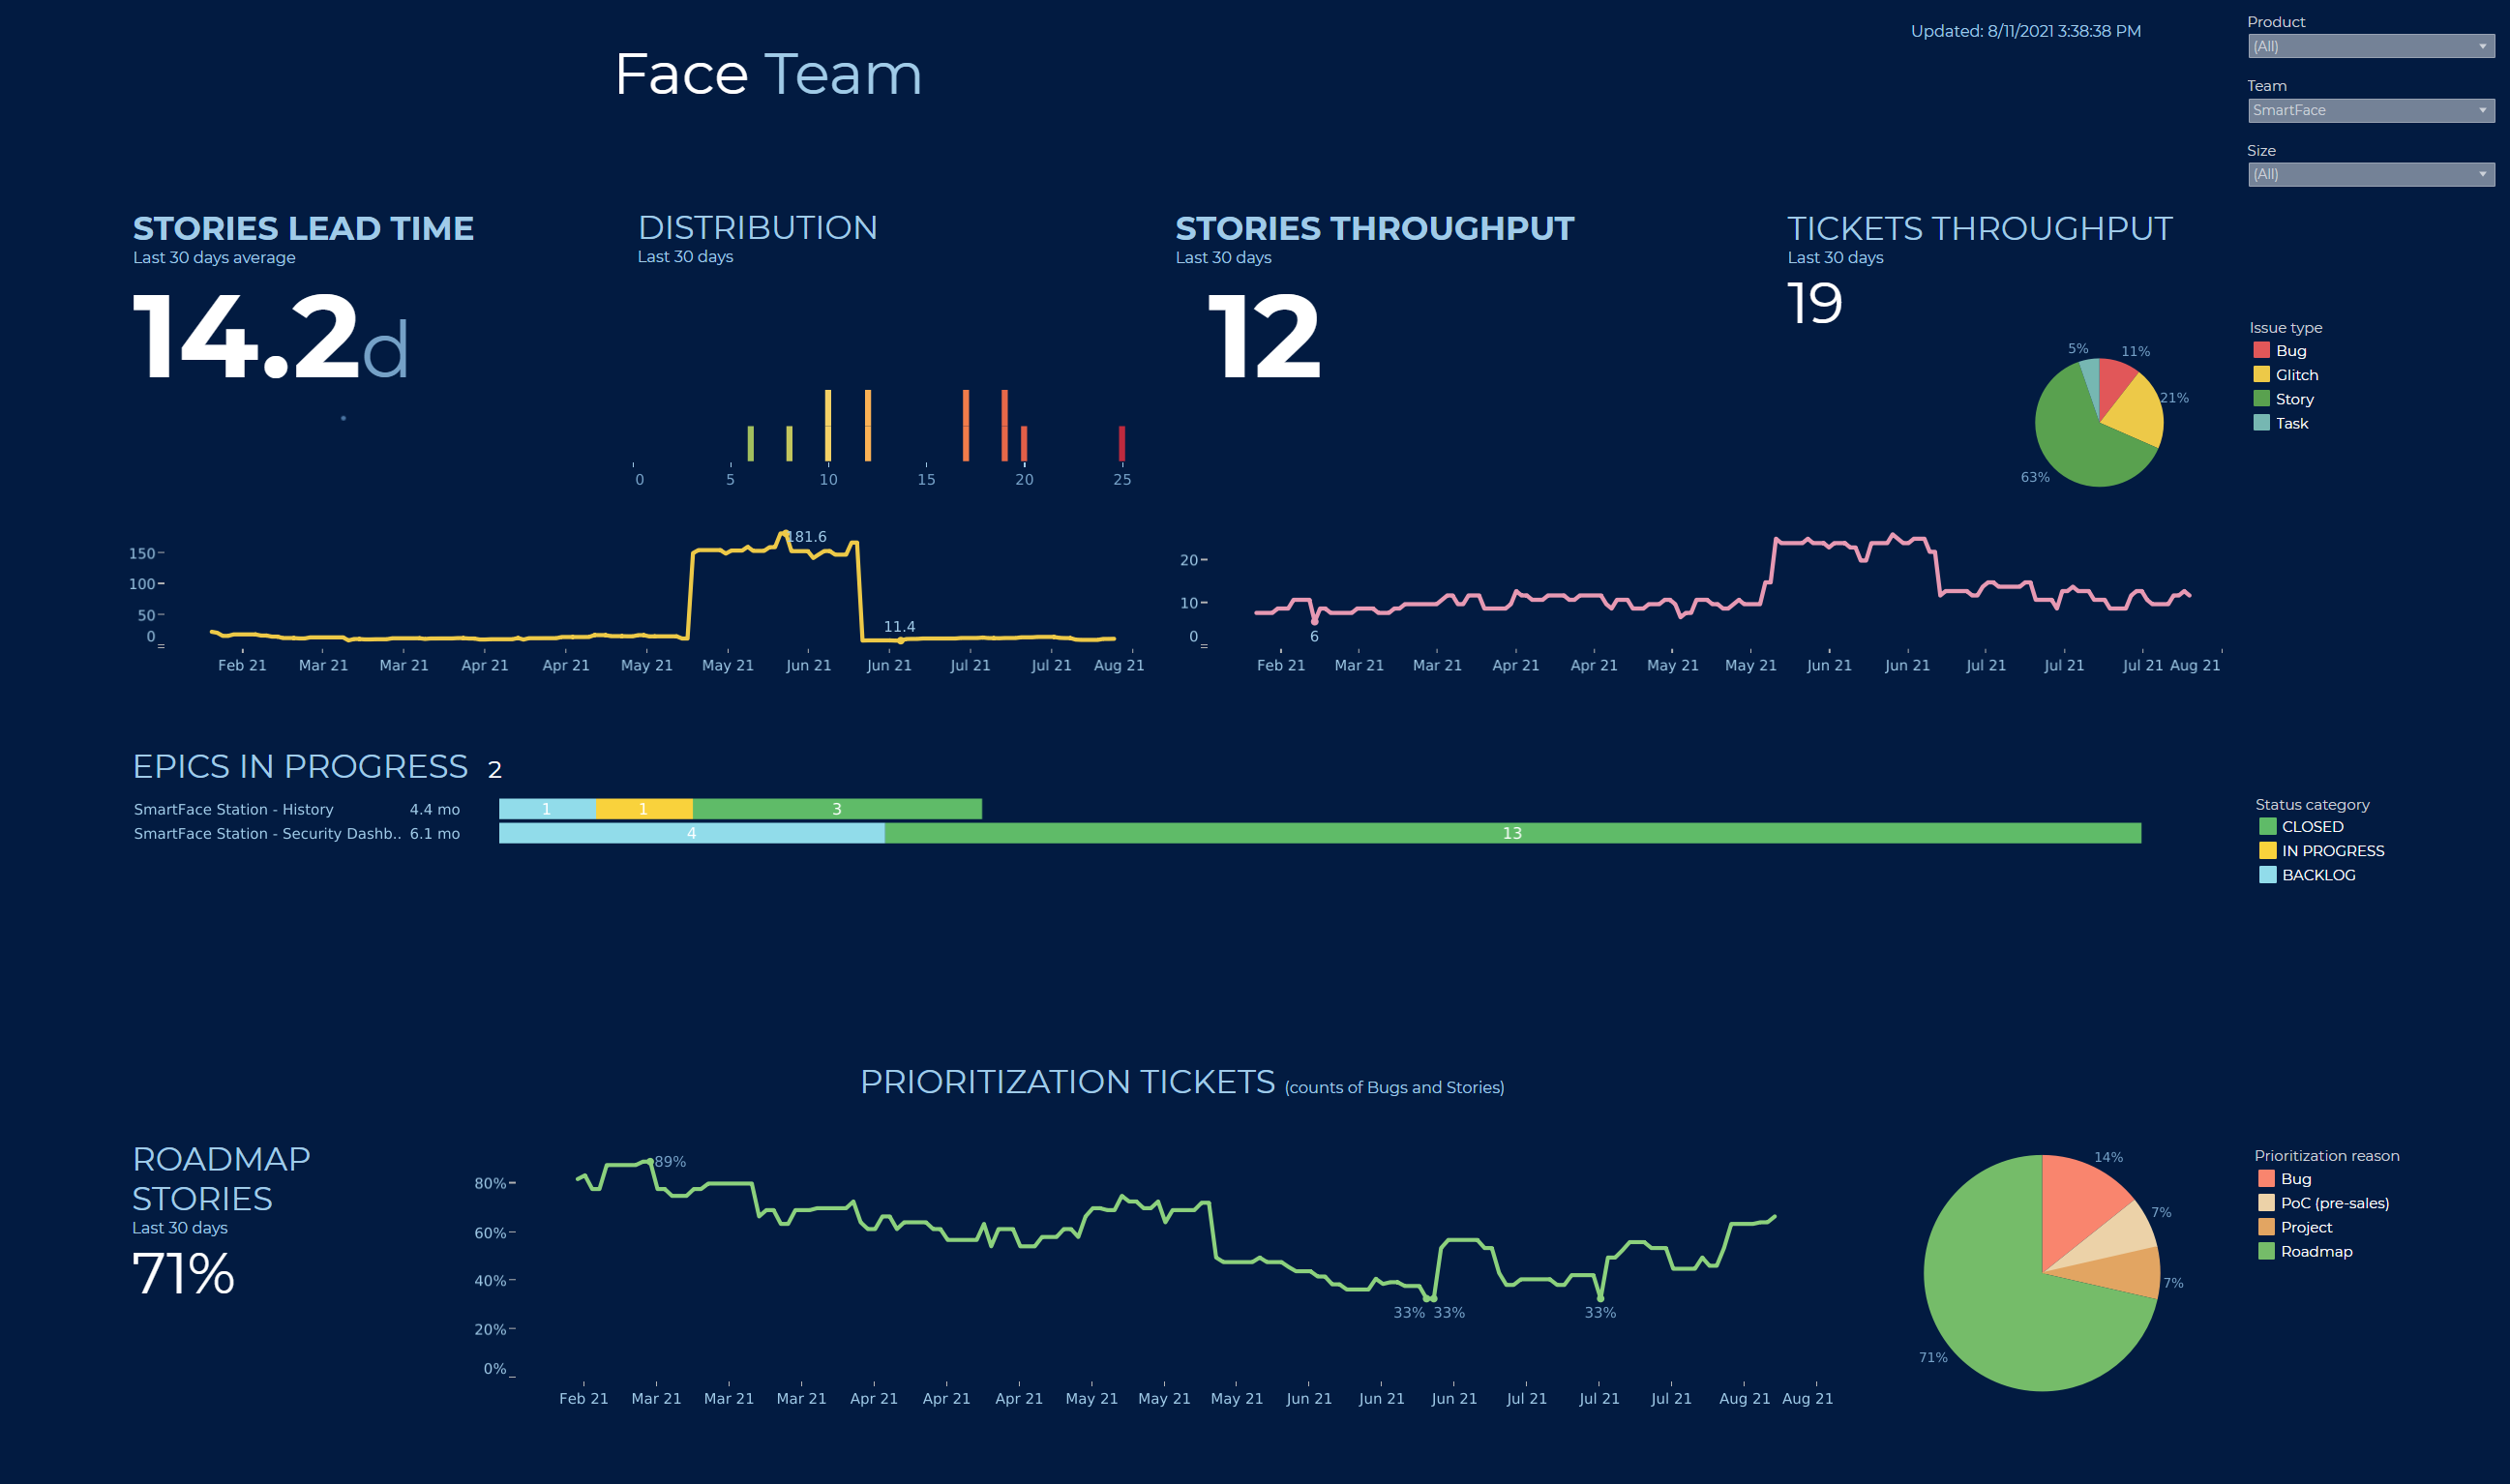 Updated: 8/11/2021 3:38:38 PM
Product
(All)
Face Team
Team
SmartFace
Size
(All)
STORIES LEAD TIME
Last 30 days average
14.2d
DISTRIBUTION
Last 30 days
0 5 10 15 20 25
STORIES THROUGHPUT
Last 30 days
12
TICKETS THROUGHPUT
Last 30 days
19
5% 11%
21%
63%
Issue type
Bug
Glitch
Story
Task
181.6
150
100
50
11.4
0
Feb 21 Mar 21 Mar 21 Apr 21 Apr 21 May 21 May 21 Jun 21 Jun 21 Jul 21 Jul 21 Aug 21
20
10
0
6
Feb 21 Mar 21 Mar 21 Apr 21 Apr 21 May 21 May 21 Jun 21 Jun 21 Jul 21 Jul 21 Jul 21 Aug 21
EPICS IN PROGRESS 2
SmartFace Station - History 4.4 mo 1 1 3
SmartFace Station - Security Dashb.. 6.1 mo 4 13
Status category
CLOSED
IN PROGRESS
BACKLOG
PRIORITIZATION TICKETS (counts of Bugs and Stories)
ROADMAP
STORIES
Last 30 days
71%
89%
80%
60%
40%
33% 33% 33%
20%
0%
Feb 21 Mar 21 Mar 21 Mar 21 Apr 21 Apr 21 Apr 21 May 21 May 21 May 21 Jun 21 Jun 21 Jun 21 Jul 21 Jul 21 Jul 21 Aug 21 Aug 21
14%
7%
7%
71%
Prioritization reason
Bug
PoC (pre-sales)
Project
Roadmap